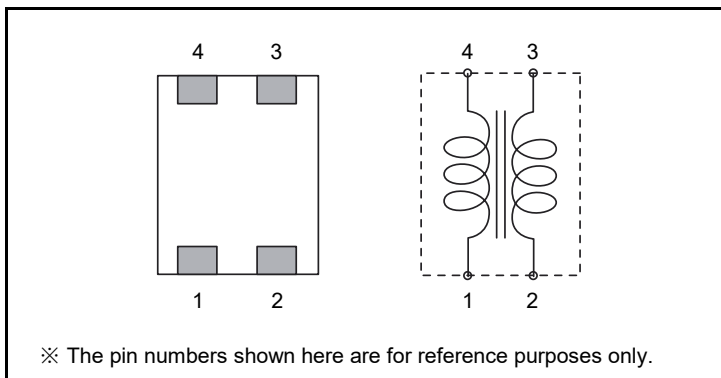 4 3 4 3
1 2 1 2
※ The pin numbers shown here are for reference purposes only.